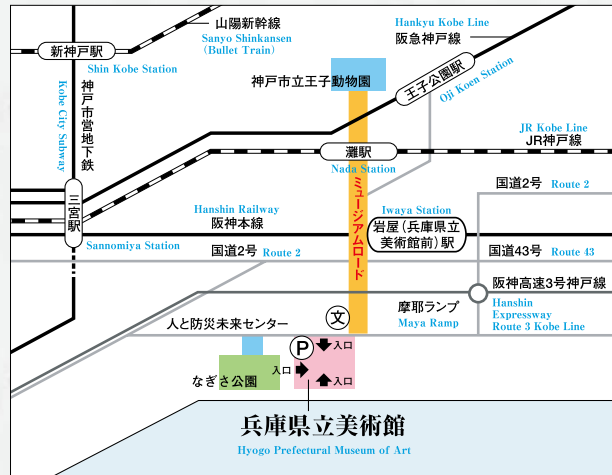 山陽新幹線
Sanyo Shinkansen
(Bullet Train)
Hankyu Kobe Line
阪急神戸線
新神戸駅
Shin Kobe Station
神戸市営地下鉄
Kobe City Subway
神戸市立王子動物園
王子公園駅
Oji Koen Station
JR Kobe Line
JR神戸線
灘駅
Nada Station
ミュージアムロード
国道2号 Route 2
三宮駅
Sannomiya Station
Hanshin Railway
阪神本線
Iwaya Station
岩屋(兵庫県立
美術館前)駅
国道2号 Route 2
国道43号 Route 43
阪神高速3号神戸線
Hanshin
Expressway
Route 3 Kobe Line
摩耶ランプ
Maya Ramp
人と防災未来センター
文
P
入口
入口
入口
なぎさ公園
兵庫県立美術館
Hyogo Prefectural Museum of Art